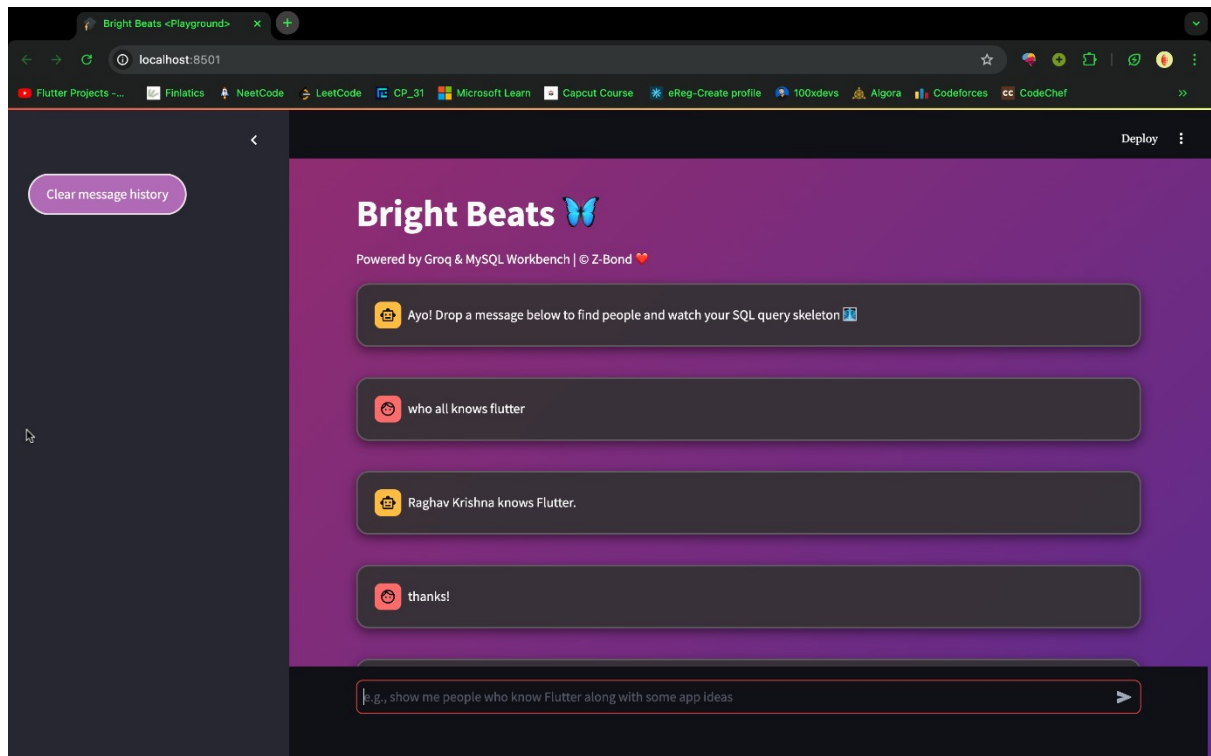 Bright Beats <Playground>
localhost:8501
Flutter Projects -... Finlatics NeetCode LeetCode CP_31 Microsoft Learn Capcut Course eReg-Create profile 100xdevs Algora Codeforces CodeChef
Deploy
Clear message history
Bright Beats 🦋
Powered by Groq & MySQL Workbench | © Z-Bond ❤️
Ayo! Drop a message below to find people and watch your SQL query skeleton 🩻
who all knows flutter
Raghav Krishna knows Flutter.
thanks!
e.g., show me people who know Flutter along with some app ideas